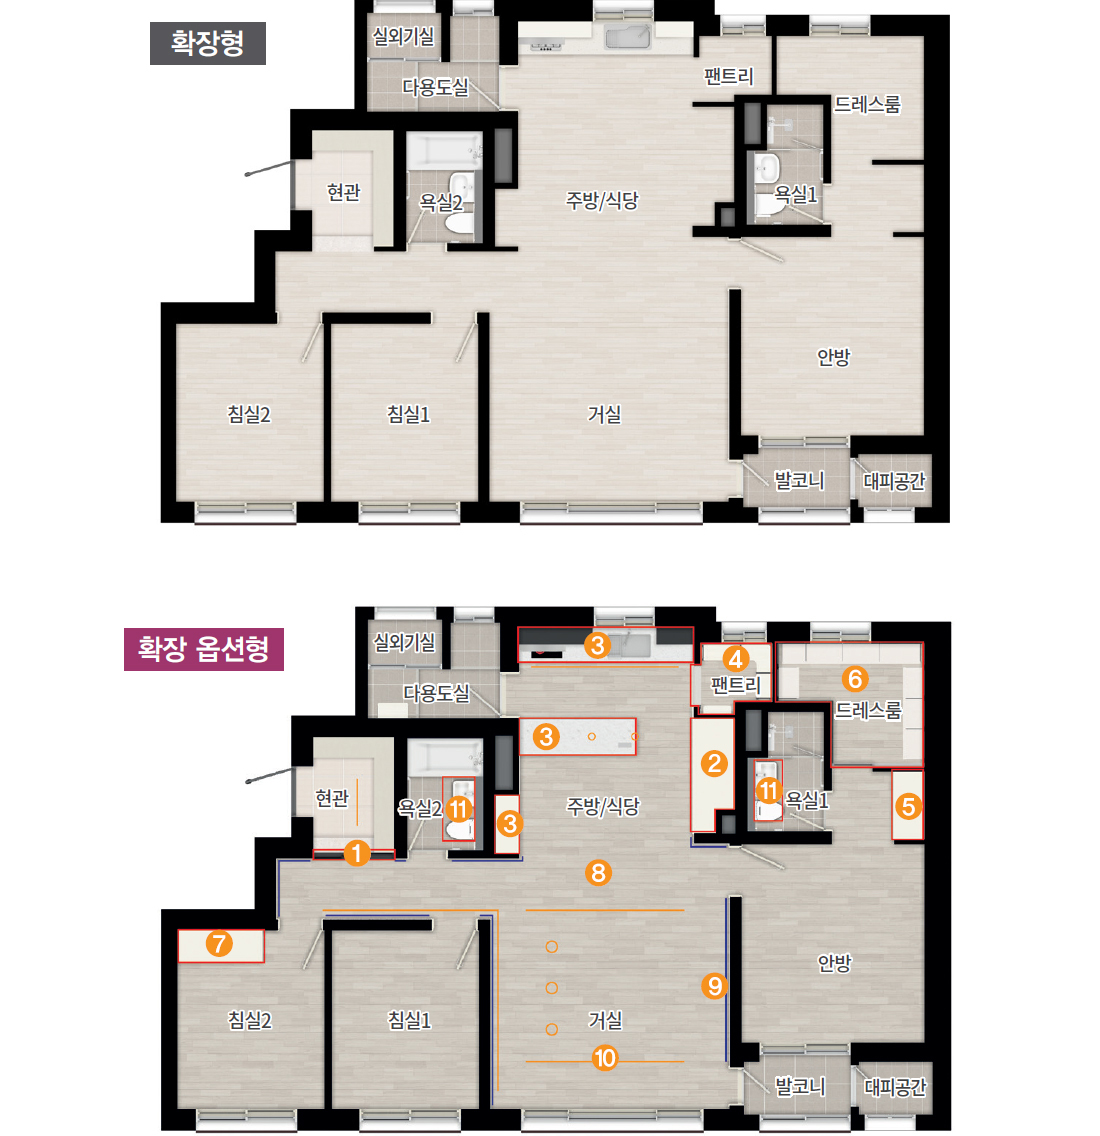 확장형
실외기실
다용도실
팬트리
드레스룸
현관
욕실2
주방/식당
욕실1
안방
침실2
침실1
거실
발코니
대피공간
확장 옵션형
실외기실
3
4
팬트리
6
드레스룸
다용도실
3
2
현관
욕실2
11
3
주방/식당
11
욕실1
5
1
8
7
안방
9
침실2
침실1
거실
10
발코니
대피공간